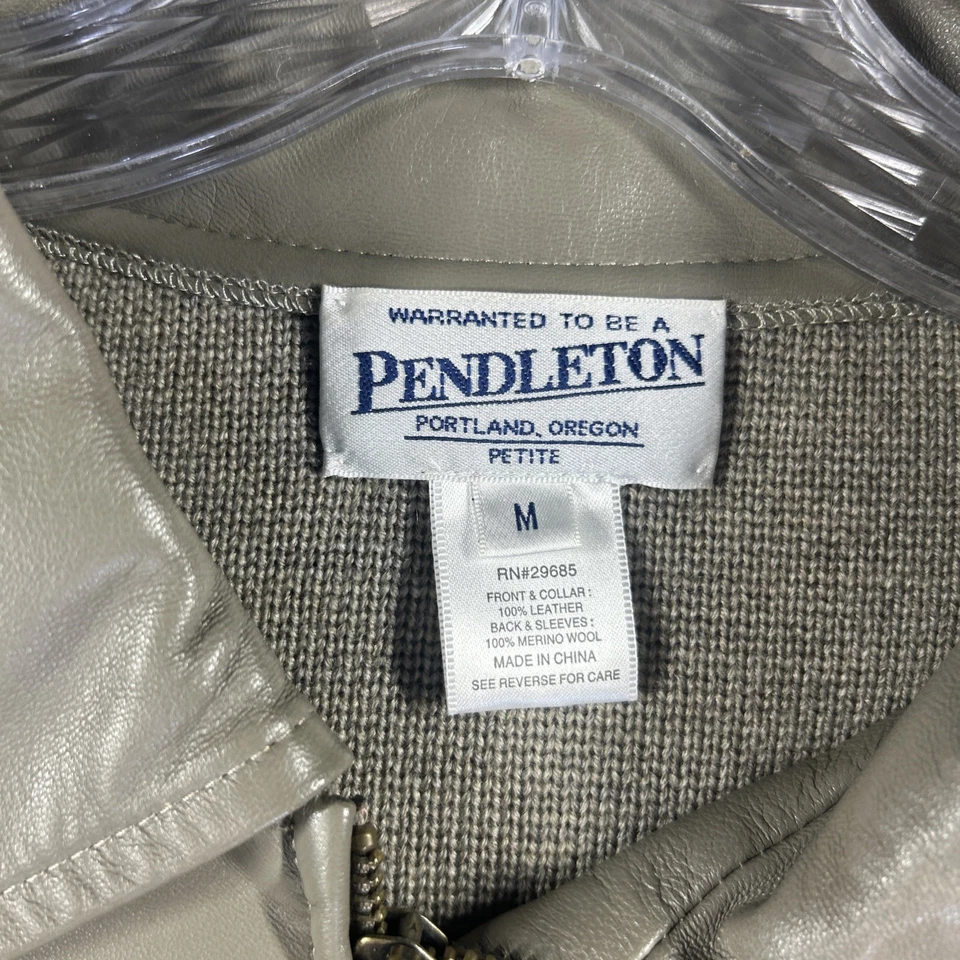 WARRANTED TO BE A
PENDLETON
PORTLAND, OREGON
PETITE
M
RN#29685
FRONT & COLLAR :
100% LEATHER
BACK & SLEEVES :
100% MERINO WOOL
MADE IN CHINA
SEE REVERSE FOR CARE